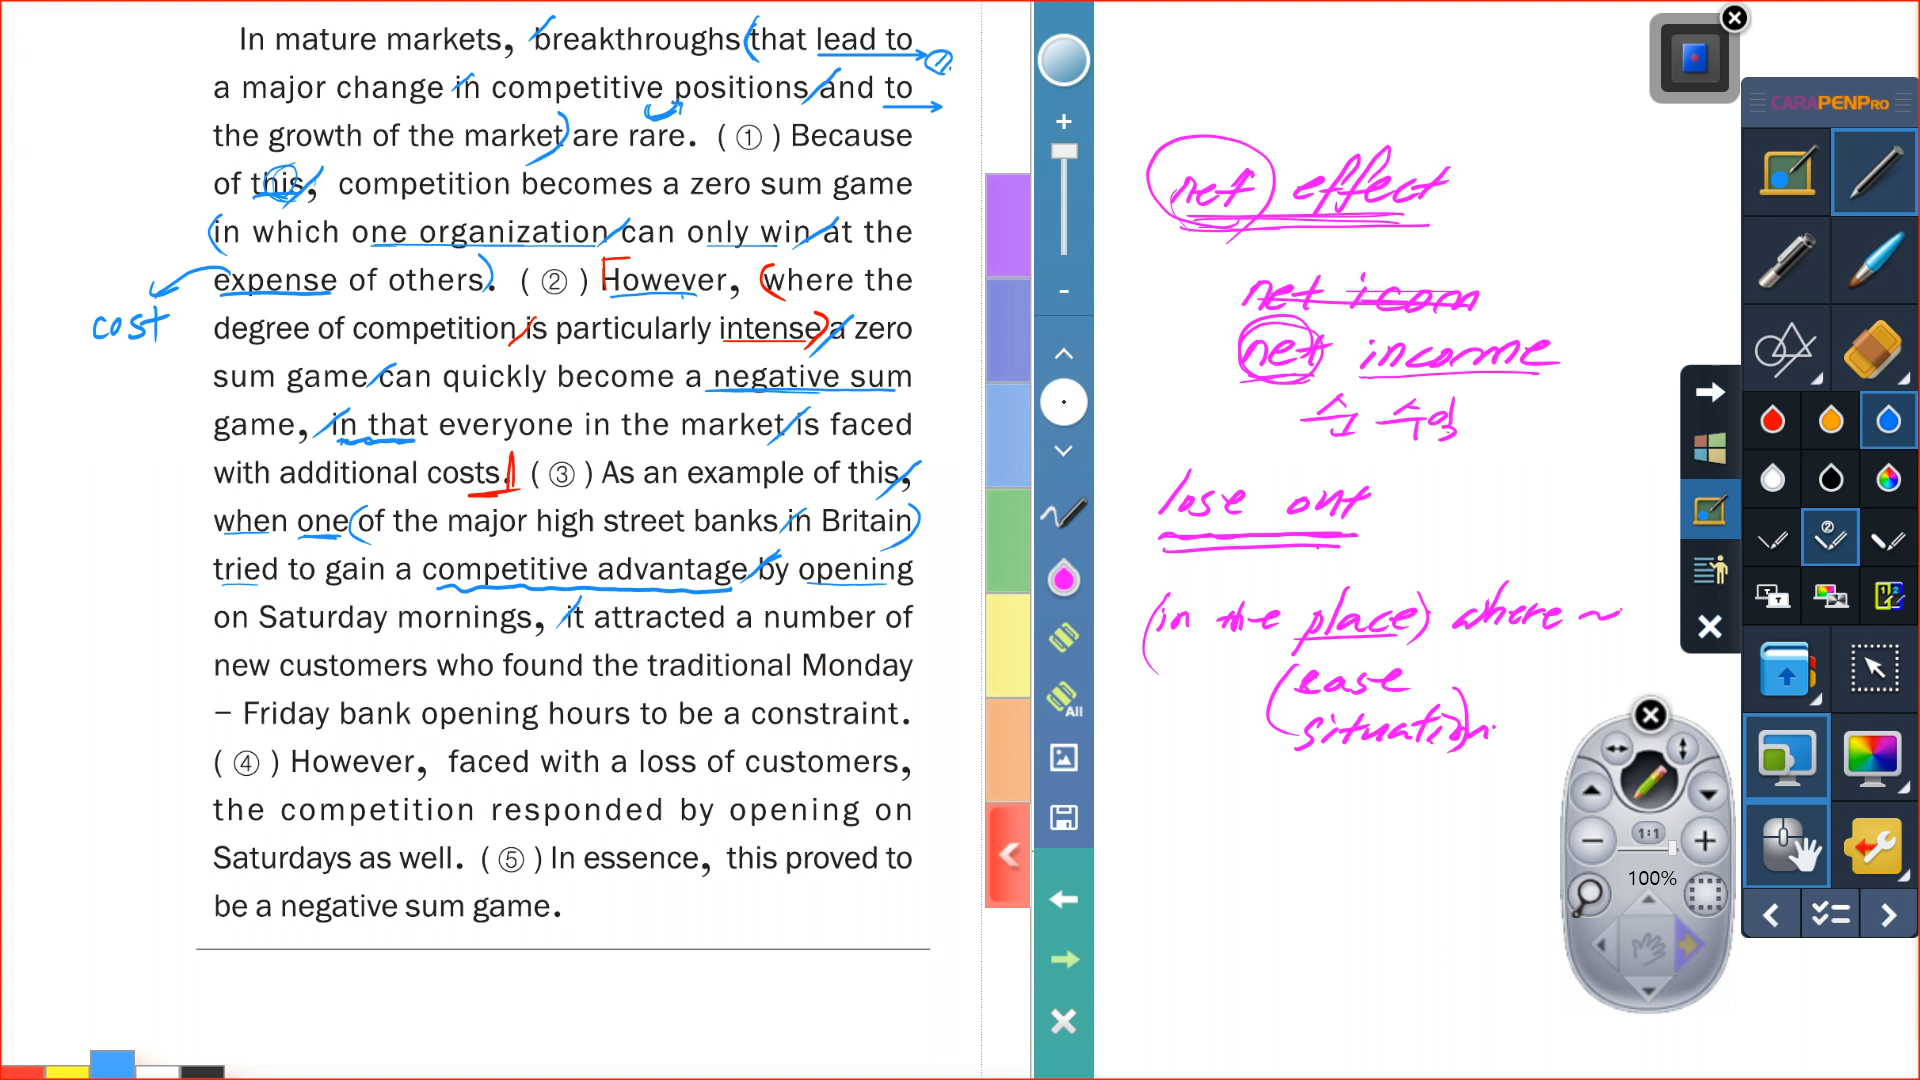 In mature markets, breakthroughs that lead to
a major change in competitive positions and to
the growth of the market are rare. ( ① ) Because
of this, competition becomes a zero sum game
in which one organization can only win at the
expense of others. ( ② ) However, where the
degree of competition is particularly intense a zero
sum game can quickly become a negative sum
game, in that everyone in the market is faced
with additional costs. ( ③ ) As an example of this,
when one of the major high street banks in Britain
tried to gain a competitive advantage by opening
on Saturday mornings, it attracted a number of
new customers who found the traditional Monday
– Friday bank opening hours to be a constraint.
( ④ ) However, faced with a loss of customers,
the competition responded by opening on
Saturdays as well. ( ⑤ ) In essence, this proved to
be a negative sum game.
cost
net effect
net icom
net income
순 수익
lose out
(in the place) where ~
(case
situation)
CARAPENPRO
All
1:1
100%